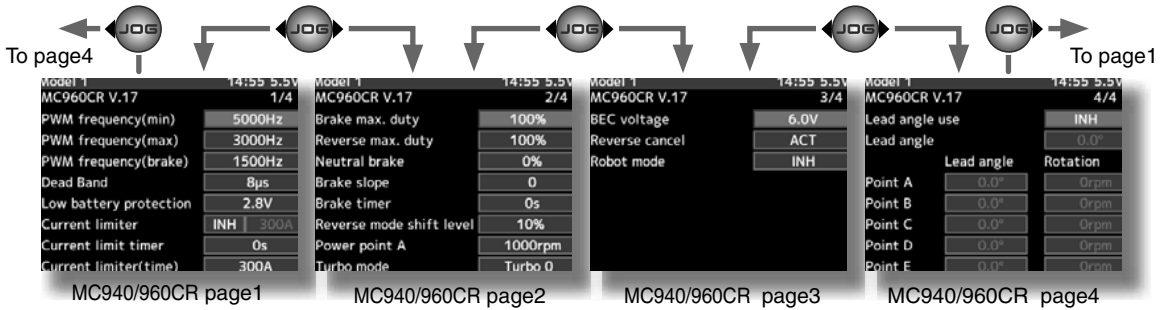 JOG JOG JOG JOG JOG
To page4
To page1
Model 1 14:55 5.5V
MC960CR V.17 1/4
PWM frequency(min) 5000Hz
PWM frequency(max) 3000Hz
PWM frequency(brake) 1500Hz
Dead Band 8µs
Low battery protection 2.8V
Current limiter INH 300A
Current limit timer 0s
Current limiter(time) 300A
MC940/960CR page1
Model 1 14:55 5.5V
MC960CR V.17 2/4
Brake max. duty 100%
Reverse max. duty 100%
Neutral brake 0%
Brake slope 0
Brake timer 0s
Reverse mode shift level 10%
Power point A 1000rpm
Turbo mode Turbo 0
MC940/960CR page2
Model 1 14:55 5.5V
MC960CR V.17 3/4
BEC voltage 6.0V
Reverse cancel ACT
Robot mode INH
MC940/960CR page3
Model 1 14:55 5.5V
MC960CR V.17 4/4
Lead angle use INH
Lead angle 0.0°
Lead angle Rotation
Point A 0.0° 0rpm
Point B 0.0° 0rpm
Point C 0.0° 0rpm
Point D 0.0° 0rpm
Point E 0.0° 0rpm
MC940/960CR page4